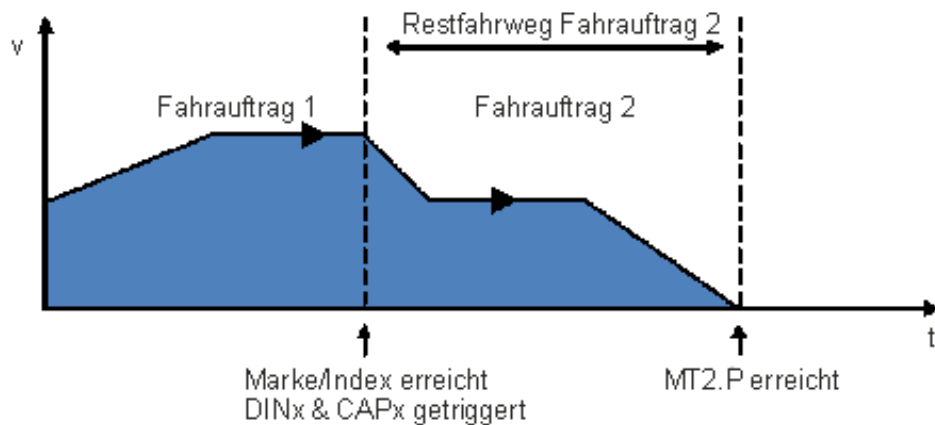 Restfahrweg Fahrauftrag 2
v
Fahrauftrag 1
Fahrauftrag 2
t
Marke/Index erreicht
DINx & CAPx getriggert
MT2.P erreicht